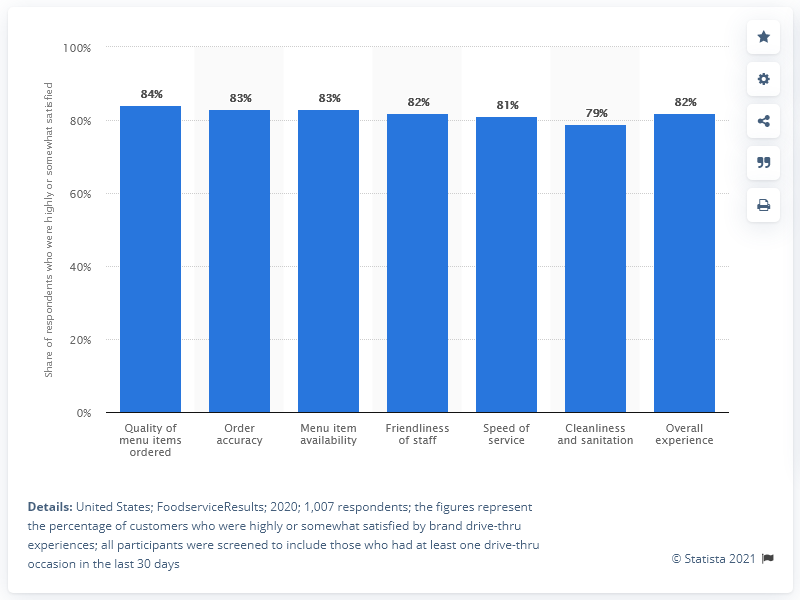 100%
80%
60%
40%
20%
0%
Share of respondents who were highly or somewhat satisfied
84%
83%
83%
82%
81%
79%
82%
Quality of
menu items
ordered
Order
accuracy
Menu item
availability
Friendliness
of staff
Speed of
service
Cleanliness
and sanitation
Overall
experience
Details: United States; FoodserviceResults; 2020; 1,007 respondents; the figures represent
the percentage of customers who were highly or somewhat satisfied by brand drive-thru
experiences; all participants were screened to include those who had at least one drive-thru
occasion in the last 30 days
© Statista 2021